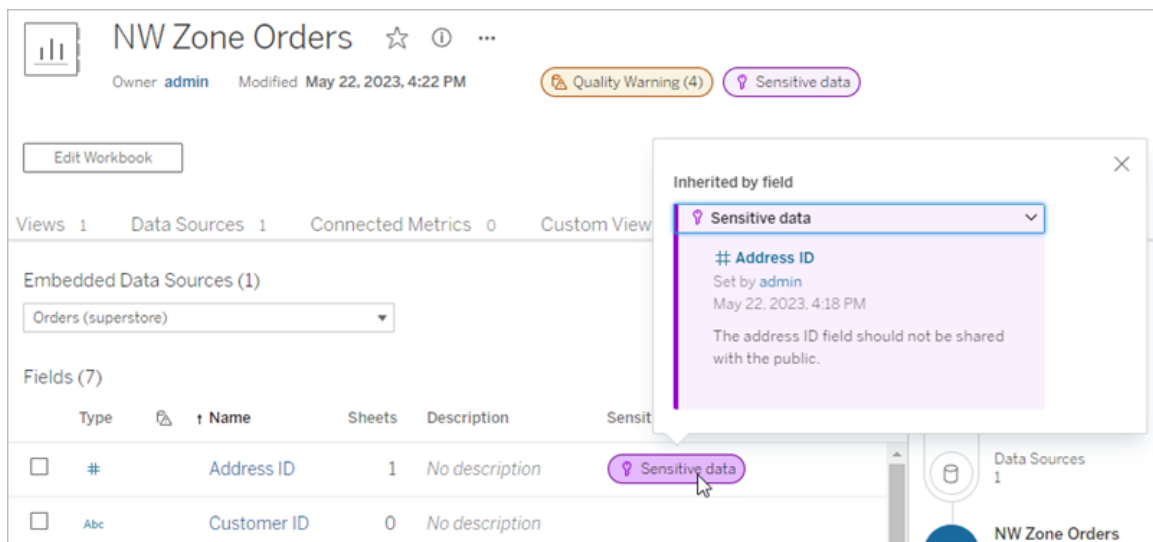 NW Zone Orders
Owner admin Modified May 22, 2023, 4:22 PM
Quality Warning (4)
Sensitive data
Edit Workbook
Views 1 Data Sources 1 Connected Metrics 0 Custom View
Embedded Data Sources (1)
Orders (superstore)
Fields (7)
Type ↑ Name Sheets Description Sensit
# Address ID 1 No description Sensitive data
Abc Customer ID 0 No description
Inherited by field
Sensitive data
# Address ID
Set by admin
May 22, 2023, 4:18 PM
The address ID field should not be shared
with the public.
Data Sources
1
NW Zone Orders